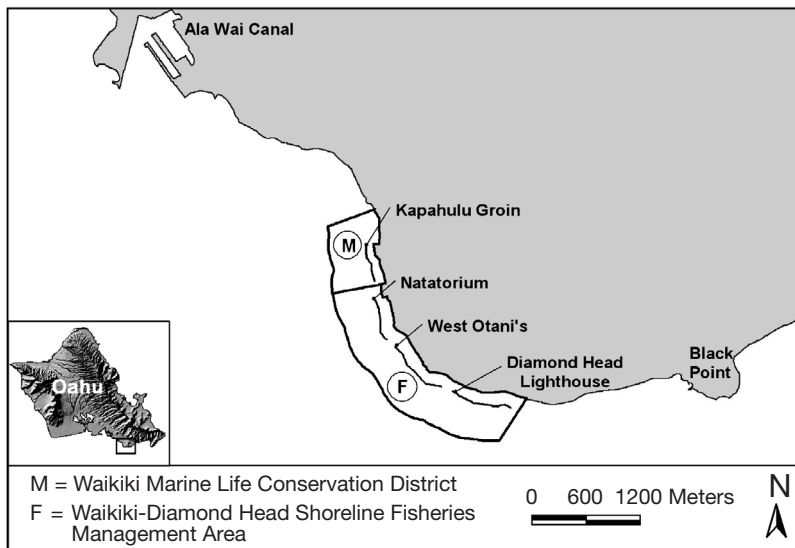 Ala Wai Canal
Kapahulu Groin
M
Natatorium
West Otani's
Diamond Head
Lighthouse
Black
Point
F
Oahu
M = Waikiki Marine Life Conservation District
F = Waikiki-Diamond Head Shoreline Fisheries
Management Area
0 600 1200 Meters
N